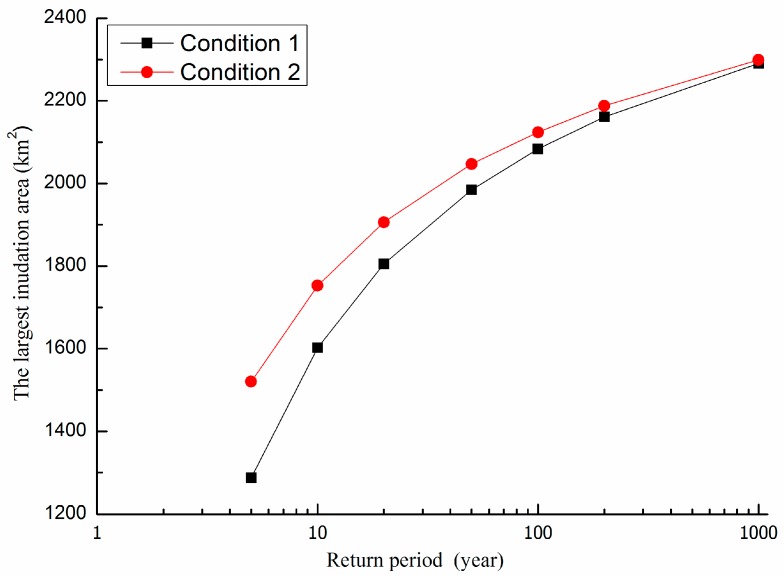 2400
2200
2000
1800
1600
1400
1200
The largest inudation area (km²)
Condition 1
Condition 2
1
10
100
1000
Return period (year)